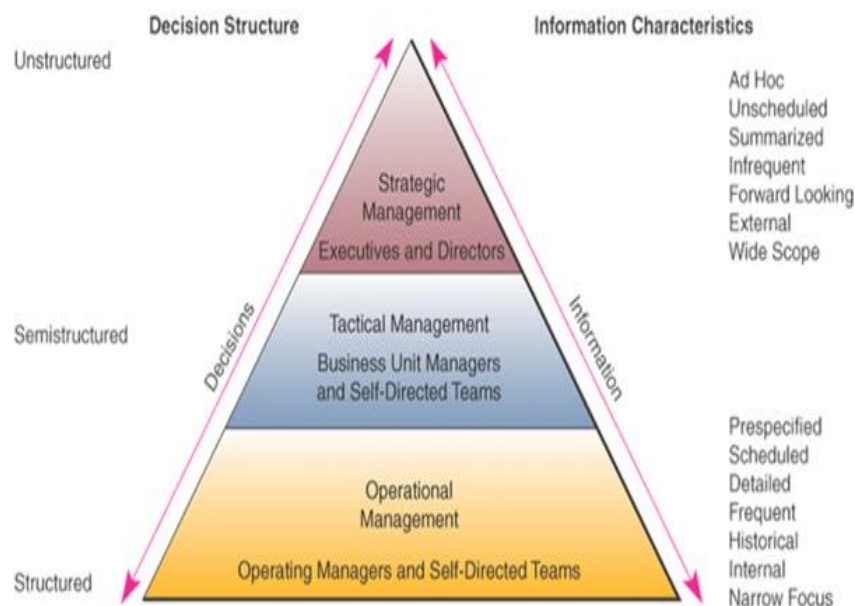 Decision Structure
Information Characteristics
Unstructured
Ad Hoc
Unscheduled
Summarized
Infrequent
Forward Looking
External
Wide Scope
Strategic
Management
Executives and Directors
Decisions
Information
Semistructured
Tactical Management
Business Unit Managers
and Self-Directed Teams
Prespecified
Scheduled
Detailed
Frequent
Historical
Internal
Narrow Focus
Operational
Management
Operating Managers and Self-Directed Teams
Structured